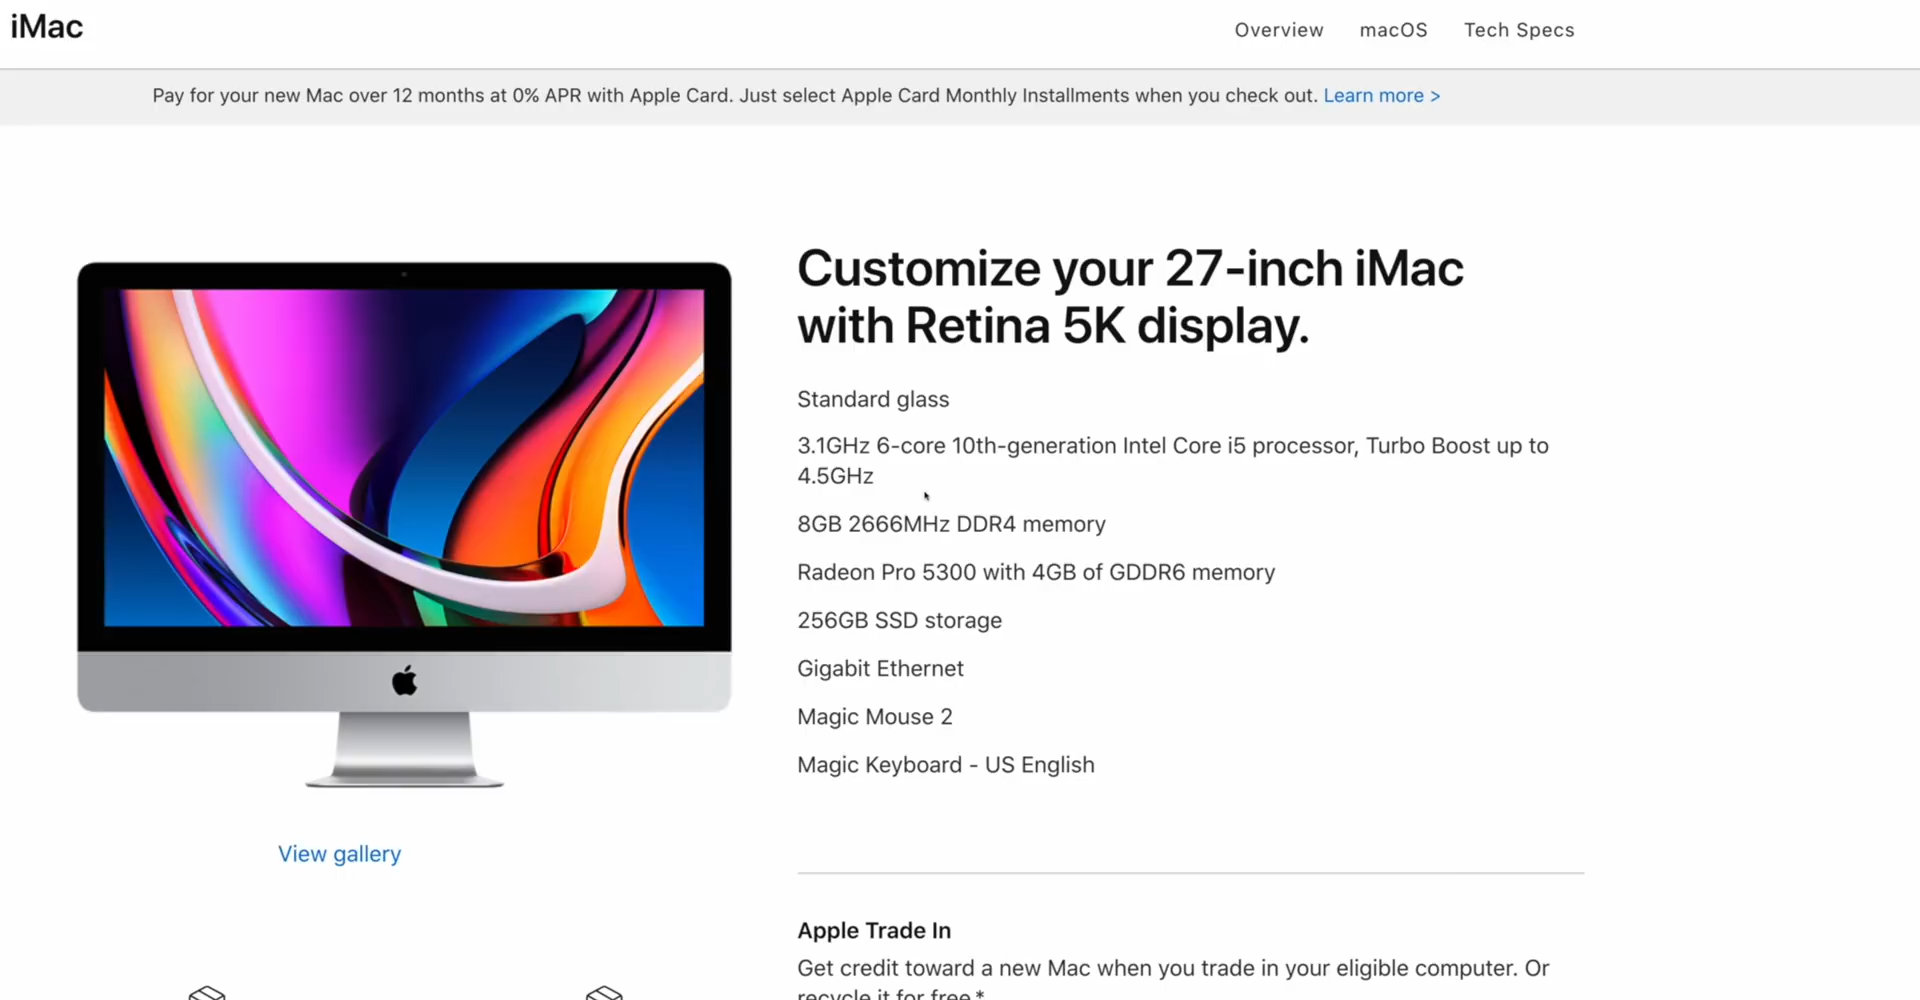 iMac
Overview
macOS
Tech Specs
Pay for your new Mac over 12 months at 0% APR with Apple Card. Just select Apple Card Monthly Installments when you check out. Learn more >
Customize your 27-inch iMac
with Retina 5K display.
Standard glass
3.1GHz 6-core 10th-generation Intel Core i5 processor, Turbo Boost up to
4.5GHz
8GB 2666MHz DDR4 memory
Radeon Pro 5300 with 4GB of GDDR6 memory
256GB SSD storage
Gigabit Ethernet
Magic Mouse 2
Magic Keyboard - US English
View gallery
Apple Trade In
Get credit toward a new Mac when you trade in your eligible computer. Or
recycle it for free.*